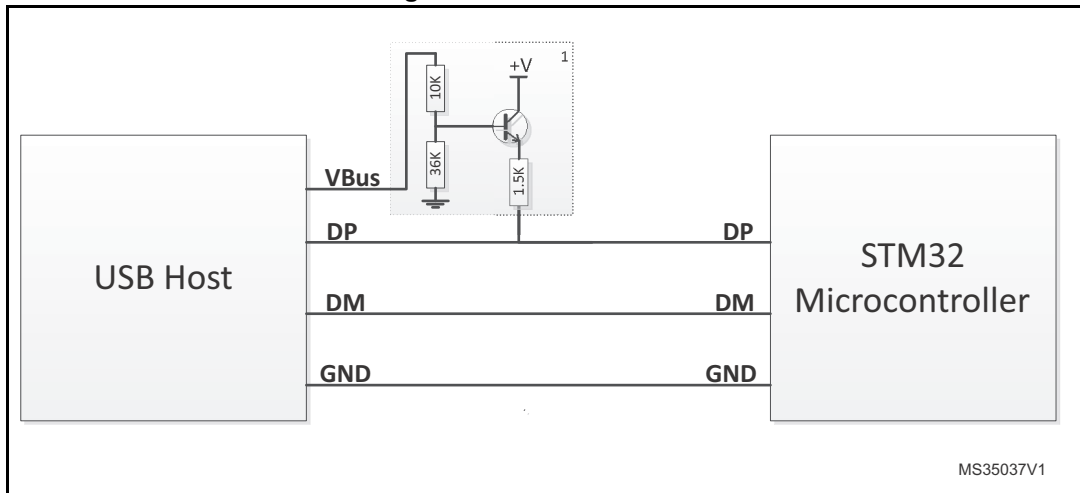 1
+V
10K
36K
1.5K
VBus
DP
DP
USB Host
STM32
Microcontroller
DM
DM
GND
GND
MS35037V1